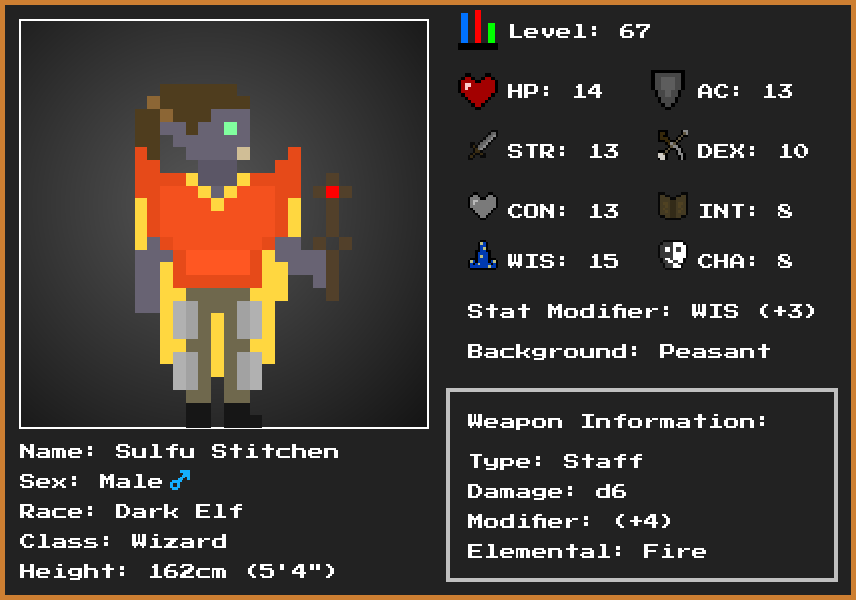 Level: 67
HP: 14
AC: 13
STR: 13
DEX: 10
CON: 13
INT: 8
WIS: 15
CHA: 8
Stat Modifier: WIS (+3)
Background: Peasant
Weapon Information:
Type: Staff
Damage: d6
Modifier: (+4)
Elemental: Fire
Name: Sulfu Stitchen
Sex: Male♂
Race: Dark Elf
Class: Wizard
Height: 162cm (5'4")